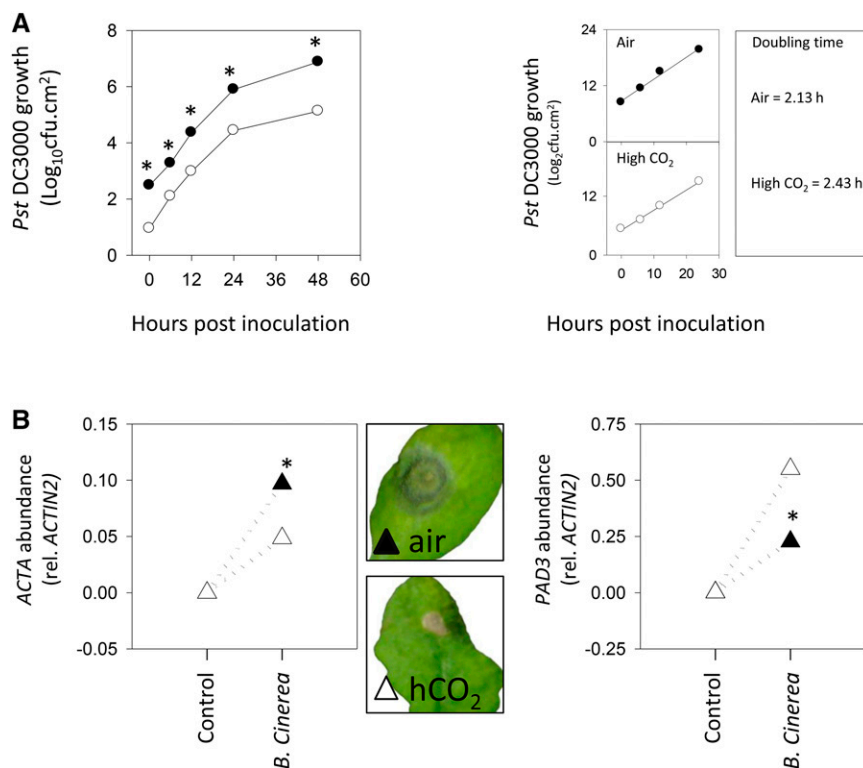 A
Pst DC3000 growth
(Log10cfu.cm2)
8
6
4
2
0
* * * * *
0 12 24 36 48 60
Hours post inoculation
Pst DC3000 growth
(Log2cfu.cm2)
24
12
0
Air
12
0
High CO2
0 10 20 30
Hours post inoculation
Doubling time
Air = 2.13 h
High CO2 = 2.43 h
B
ACTA abundance
(rel. ACTIN2)
0.15
0.10
0.05
0.00
-0.05
*
Control
B. Cinerea
air
hCO2
PAD3 abundance
(rel. ACTIN2)
0.75
0.50
0.25
0.00
-0.25
*
Control
B. Cinerea